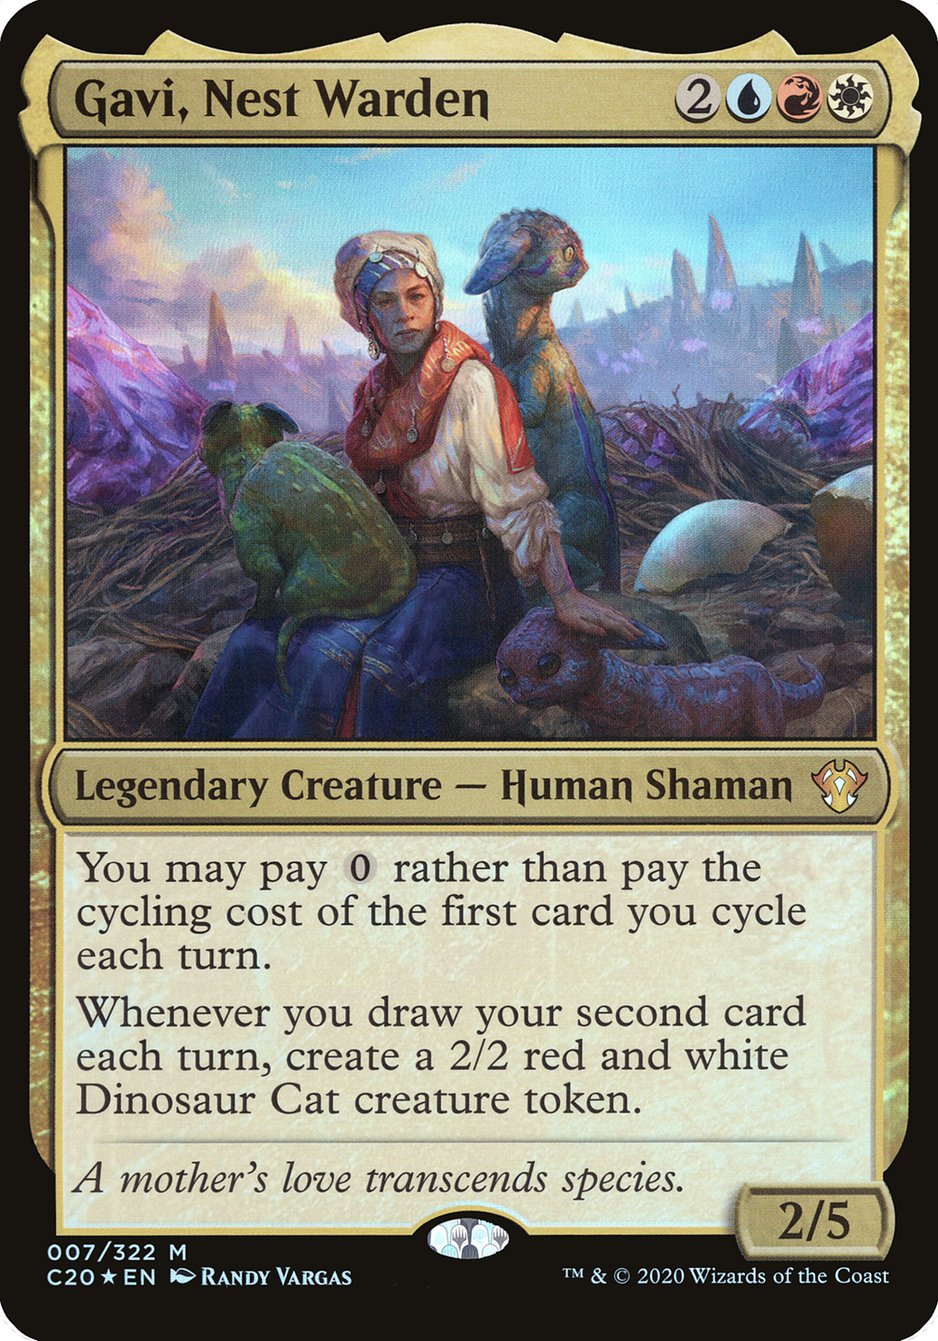 Gavi, Nest Warden 2
Legendary Creature — Human Shaman
You may pay 0 rather than pay the
cycling cost of the first card you cycle
each turn.
Whenever you draw your second card
each turn, create a 2/2 red and white
Dinosaur Cat creature token.
A mother's love transcends species.
2/5
007/322 M
C20★EN Randy Vargas
™ & © 2020 Wizards of the Coast